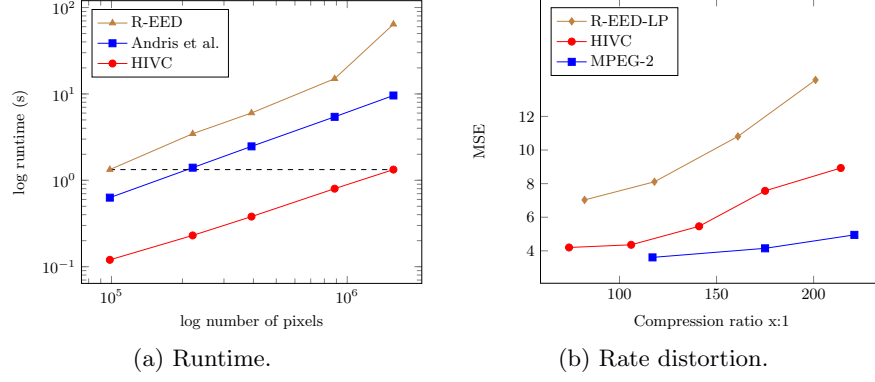 R-EED
Andris et al.
HIVC
10^2
10^1
10^0
10^−1
log runtime (s)
10^5
10^6
log number of pixels
(a) Runtime.
R-EED-LP
HIVC
MPEG-2
12
10
8
6
4
MSE
100
150
200
Compression ratio x:1
(b) Rate distortion.